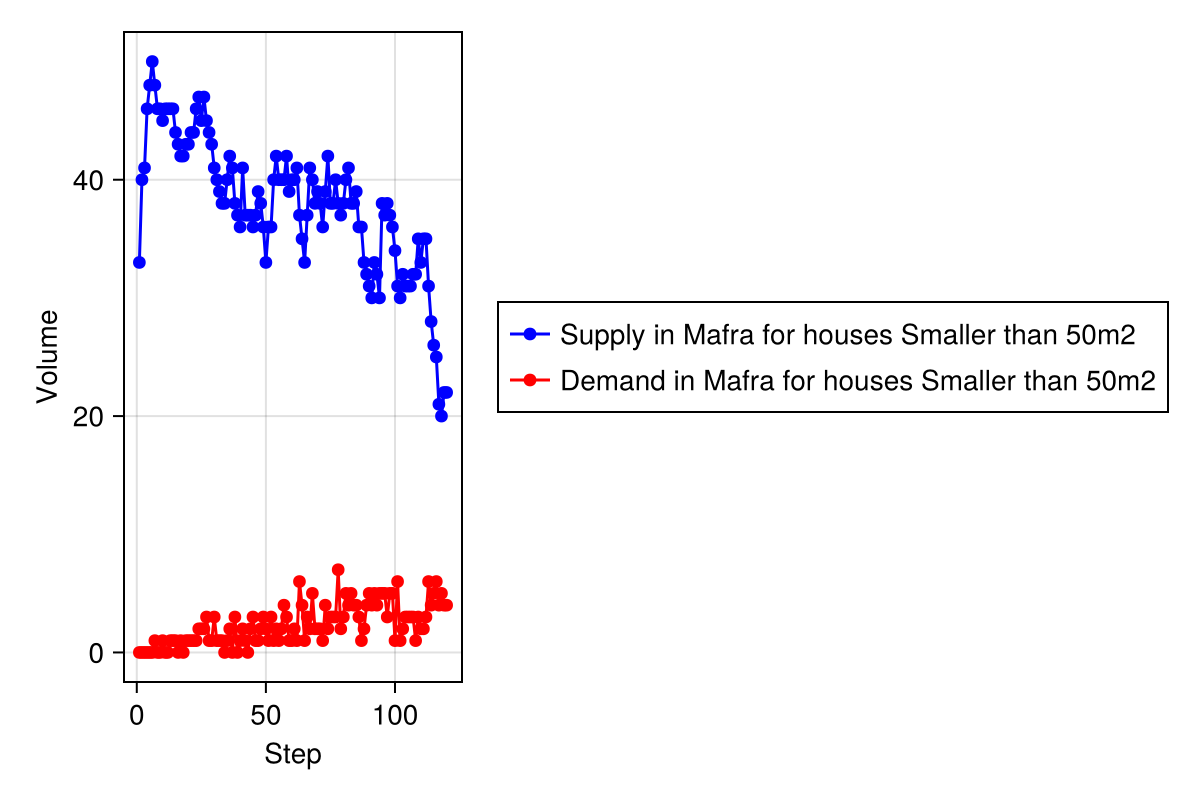 Volume
40
20
0
0 50 100
Step
Supply in Mafra for houses Smaller than 50m2
Demand in Mafra for houses Smaller than 50m2